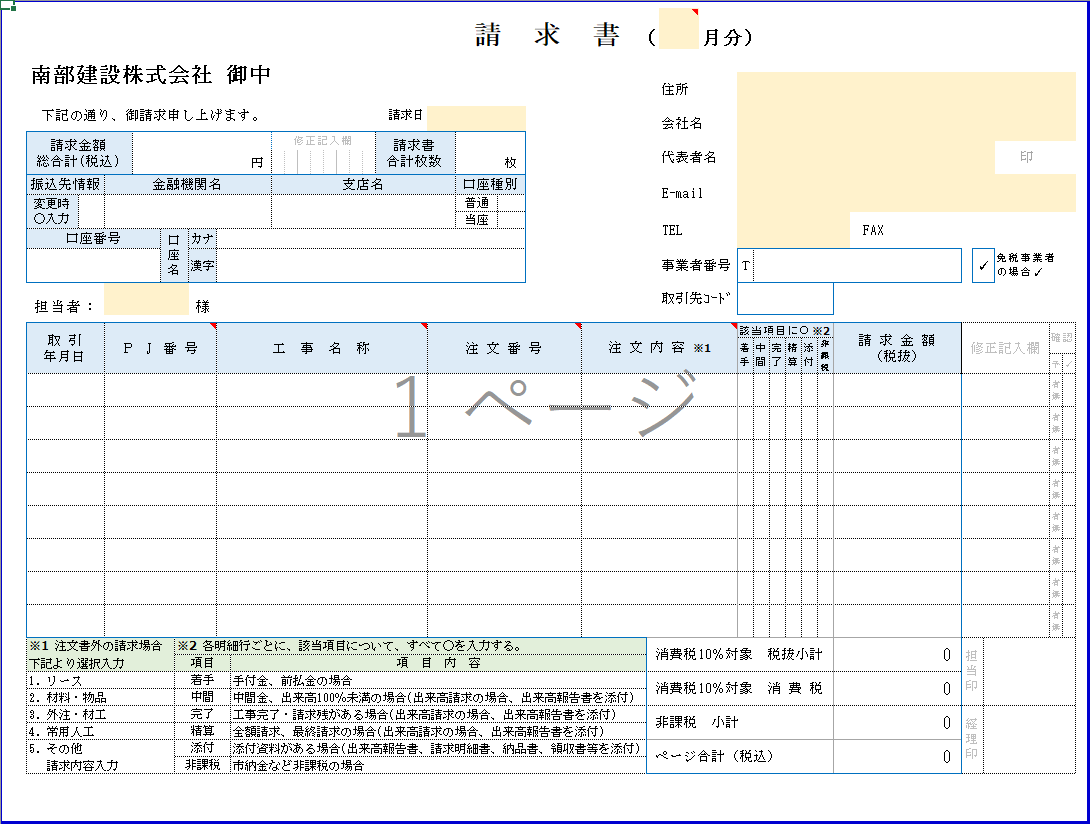 請 求 書 ( 月分)
南部建設株式会社 御中
下記の通り、御請求申し上げます。
請求日
請求金額
総合計(税込)
円
修正記入欄
請求書
合計枚数
枚
振込先情報
金融機関名
支店名
口座種別
変更時
○入力
普通
当座
口座番号
口座名
カナ
漢字
担当者：
様
住所
会社名
代表者名
印
E-mail
TEL
FAX
事業者番号
T
✓
免税事業者
の場合✓
取引先コード
取引
年月日
ＰＪ番号
工事名称
注文番号
注文内容 ※1
該当項目に○ ※2
着手
中間
完了
精算
添付
非課税
請求金額
(税抜)
修正記入欄
確認
1 ページ
※1 注文書外の請求場合
下記より選択入力
1. リース
2. 材料・物品
3. 外注・材工
4. 常用人工
5. その他
請求内容入力
※2 各明細行ごとに、該当項目について、すべて○を入力する。
項目
項 目 内 容
着手
手付金、前払金の場合
中間
中間金、出来高100%未満の場合(出来高請求の場合、出来高報告書を添付)
完了
工事完了・請求残がある場合(出来高請求の場合、出来高報告書を添付)
精算
全額請求、最終請求の場合(出来高請求の場合、出来高報告書を添付)
添付
添付資料がある場合(出来高報告書、請求明細書、納品書、領収書等を添付)
非課税
市納金など非課税の場合
消費税10%対象 税抜小計
0
消費税10%対象 消 費 税
0
非課税 小計
0
ページ合計（税込）
0
担当印
経理印